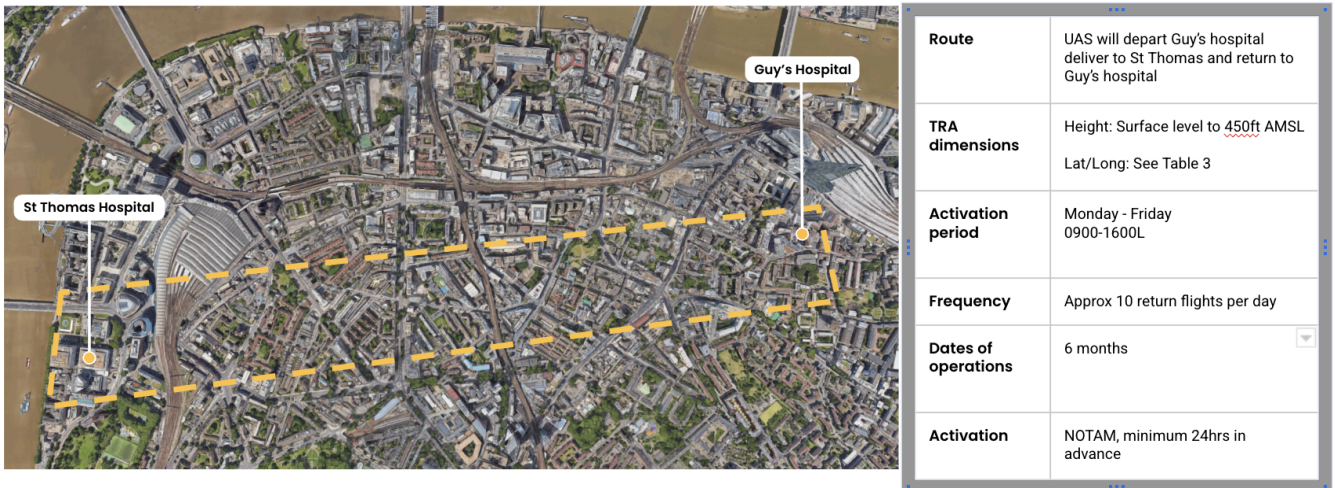 Guy's Hospital
St Thomas Hospital
Route
UAS will depart Guy's hospital
deliver to St Thomas and return to
Guy's hospital
TRA
dimensions
Height: Surface level to 450ft AMSL
Lat/Long: See Table 3
Activation
period
Monday - Friday
0900-1600L
Frequency
Approx 10 return flights per day
Dates of
operations
6 months
Activation
NOTAM, minimum 24hrs in
advance